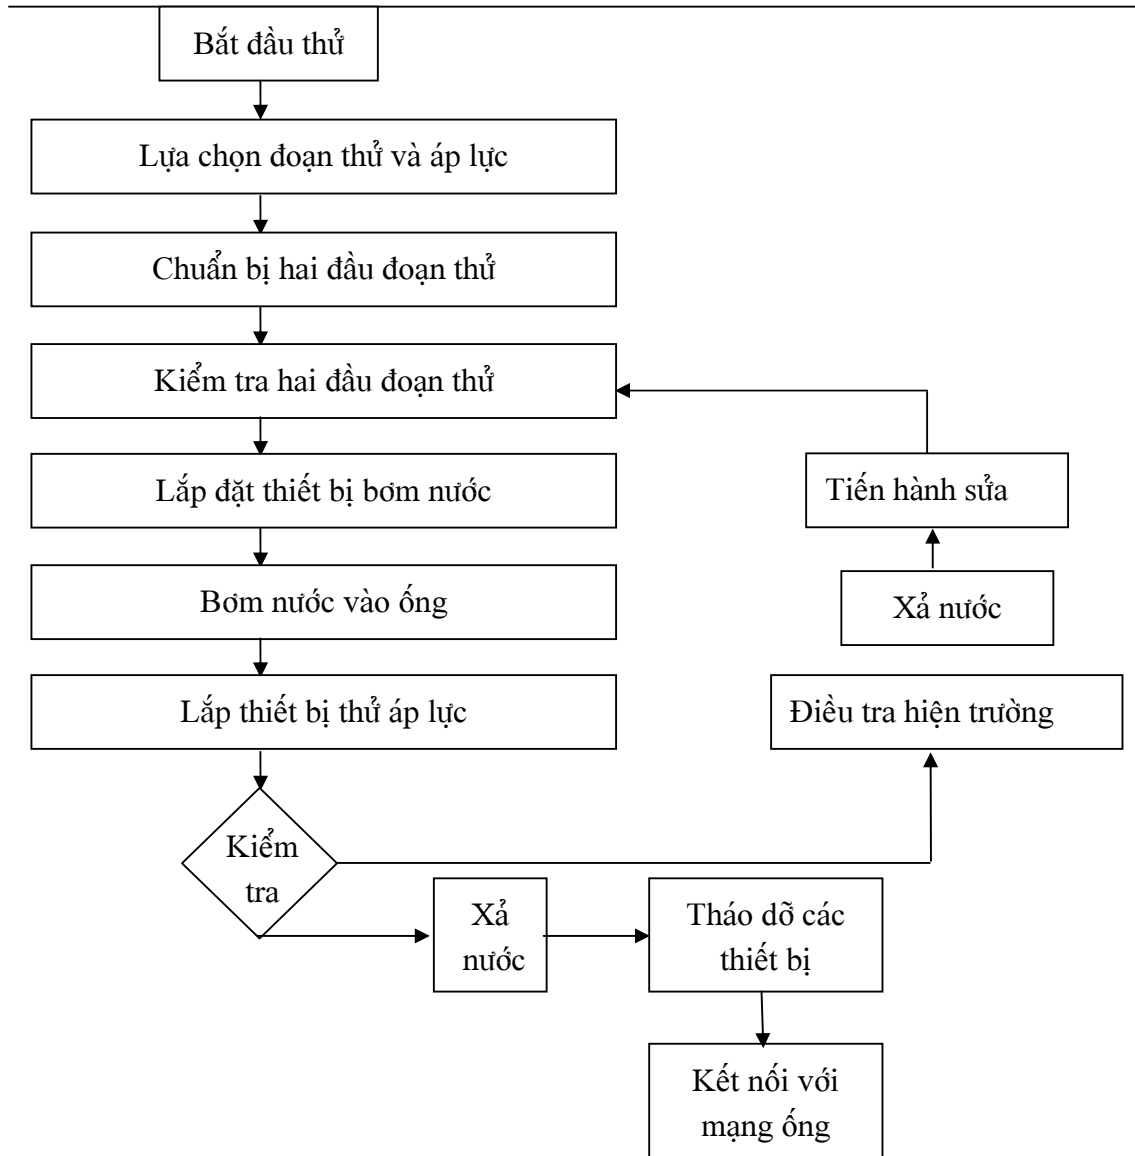 Bắt đầu thử
Lựa chọn đoạn thử và áp lực
Chuẩn bị hai đầu đoạn thử
Kiểm tra hai đầu đoạn thử
Lắp đặt thiết bị bơm nước
Tiến hành sửa
Bơm nước vào ống
Xả nước
Lắp thiết bị thử áp lực
Điều tra hiện trường
Kiểm
tra
Xả
nước
Tháo dỡ các
thiết bị
Kết nối với
mạng ống